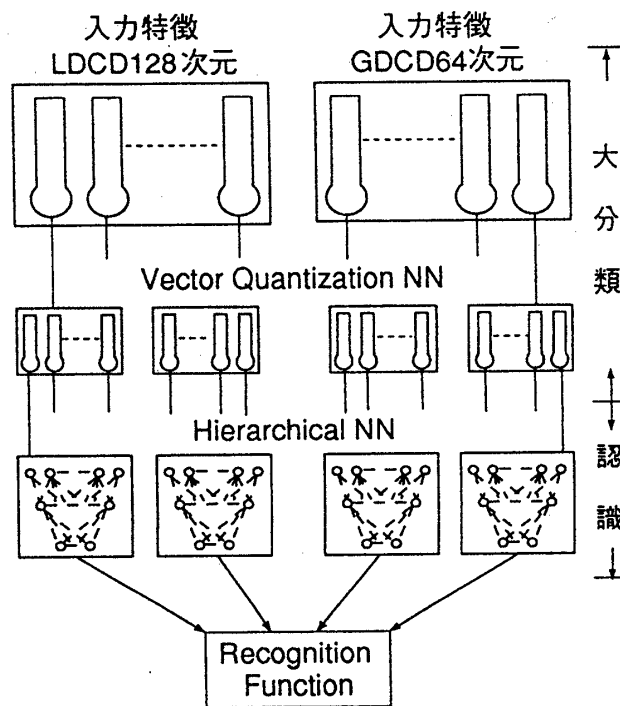 入力特徴
LDCD128次元
入力特徴
GDCD64次元
大分類
Vector Quantization NN
Hierarchical NN
認識
Recognition
Function